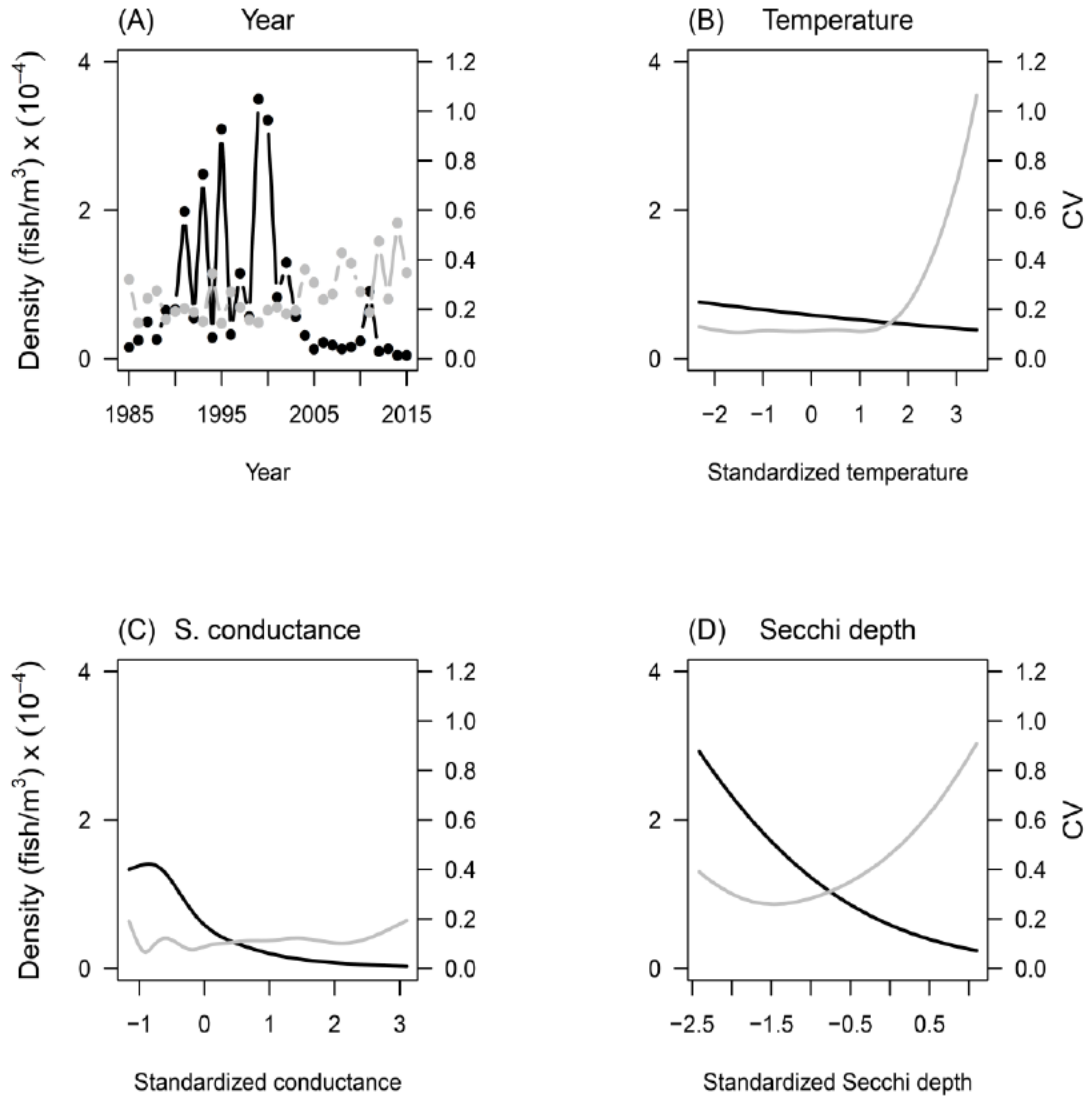 (A) Year
Density (fish/m³) x (10⁻⁴)
4
2
0
1.2
1.0
0.8
0.6
0.4
0.2
0.0
1985 1995 2005 2015
Year
(B) Temperature
4
2
0
1.2
1.0
0.8
0.6
0.4
0.2
0.0
CV
−2 −1 0 1 2 3
Standardized temperature
(C) S. conductance
Density (fish/m³) x (10⁻⁴)
4
2
0
1.2
1.0
0.8
0.6
0.4
0.2
0.0
−1 0 1 2 3
Standardized conductance
(D) Secchi depth
4
2
0
1.2
1.0
0.8
0.6
0.4
0.2
0.0
CV
−2.5 −1.5 −0.5 0.5
Standardized Secchi depth